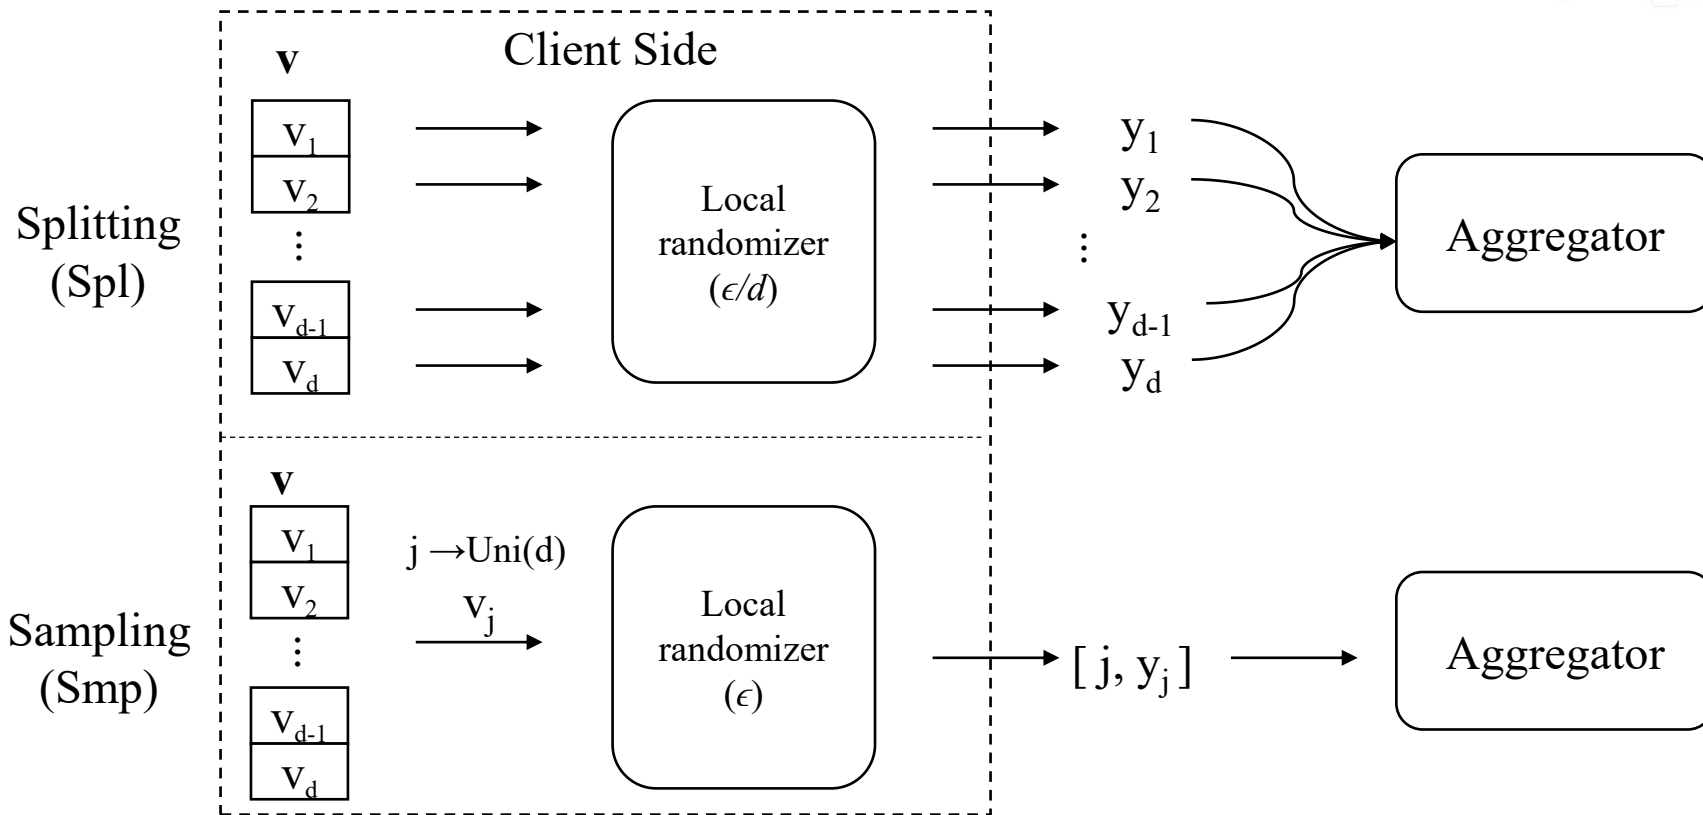 Client Side
v
v1
v2
⋮
vd-1
vd
Splitting
(Spl)
Local
randomizer
(ϵ/d)
y1
y2
⋮
yd-1
yd
Aggregator
v
v1
v2
⋮
vd-1
vd
Sampling
(Smp)
j →Uni(d)
vj
Local
randomizer
(ϵ)
[ j, yj ]
Aggregator